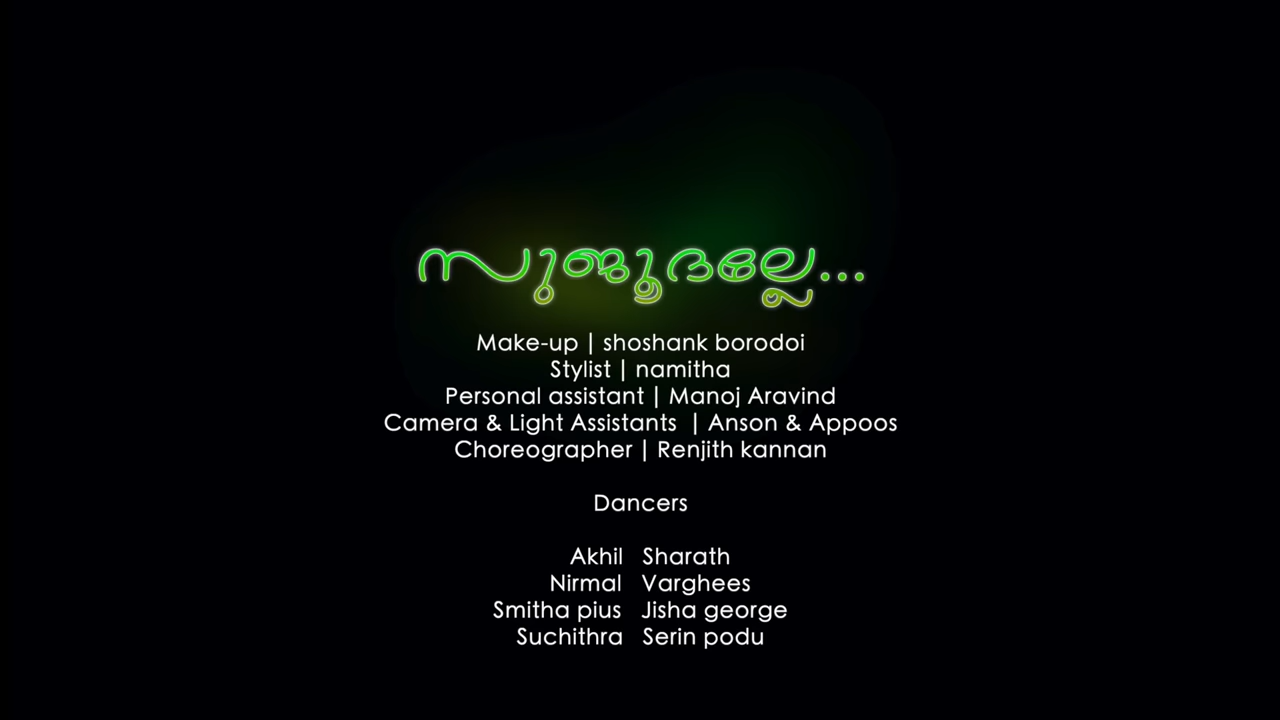 സുജൂദല്ലേ...
Make-up | shoshank borodoi
Stylist | namitha
Personal assistant | Manoj Aravind
Camera & Light Assistants | Anson & Appoos
Choreographer | Renjith kannan
Dancers
Akhil Sharath
Nirmal Varghees
Smitha pius Jisha george
Suchithra Serin podu